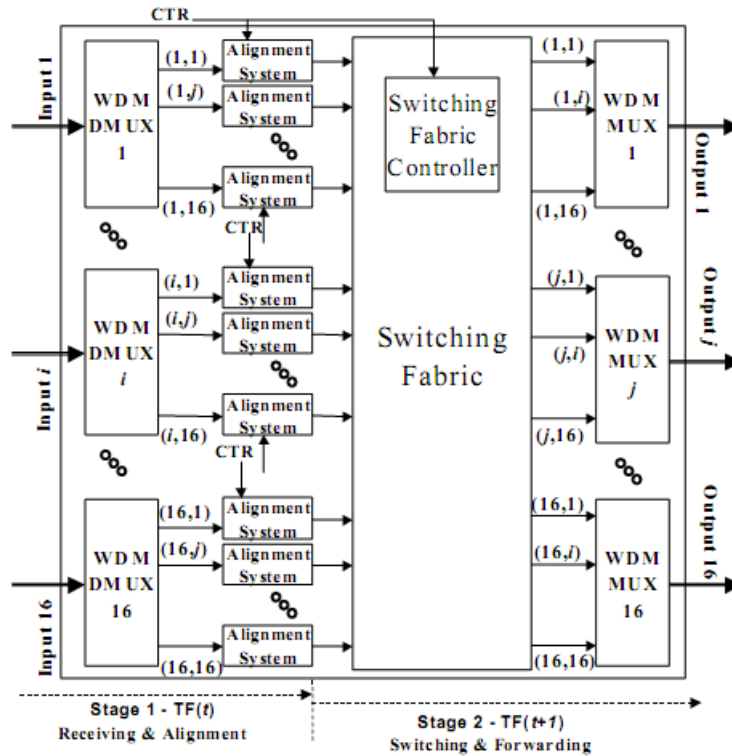 CTR
Input 1
WDM
DMUX
1
(1,1)
(1,j)
(1,16)
Alignment
System
Alignment
System
Alignment
System
CTR
Switching
Fabric
Controller
(1,1)
(1,i)
(1,16)
WDM
MUX
1
Output 1
Input i
WDM
DMUX
i
(i,1)
(i,j)
(i,16)
Alignment
System
Alignment
System
Alignment
System
CTR
Switching
Fabric
(j,1)
(j,i)
(j,16)
WDM
MUX
j
Output j
Input 16
WDM
DMUX
16
(16,1)
(16,j)
(16,16)
Alignment
System
Alignment
System
Alignment
System
(16,1)
(16,i)
(16,16)
WDM
MUX
16
Output 16
Stage 1 - TF(t)
Receiving & Alignment
Stage 2 - TF(t+1)
Switching & Forwarding